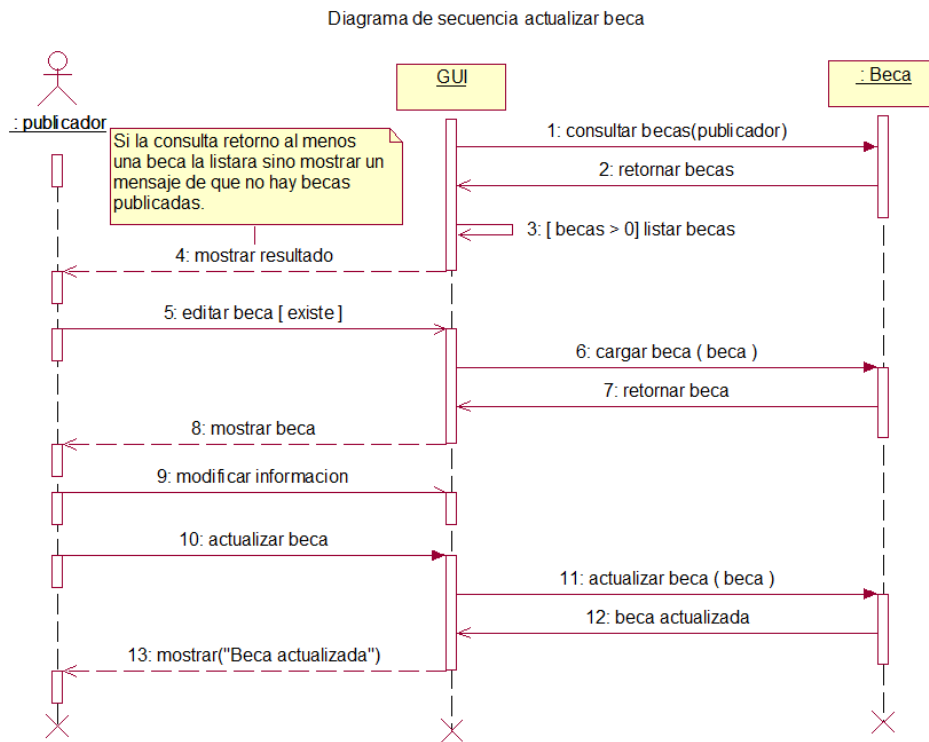 Diagrama de secuencia actualizar beca
: publicador
GUI
: Beca
Si la consulta retorno al menos
una beca la listara sino mostrar un
mensaje de que no hay becas
publicadas.
1: consultar becas(publicador)
2: retornar becas
3: [ becas > 0] listar becas
4: mostrar resultado
5: editar beca [ existe ]
6: cargar beca ( beca )
7: retornar beca
8: mostrar beca
9: modificar informacion
10: actualizar beca
11: actualizar beca ( beca )
12: beca actualizada
13: mostrar("Beca actualizada")